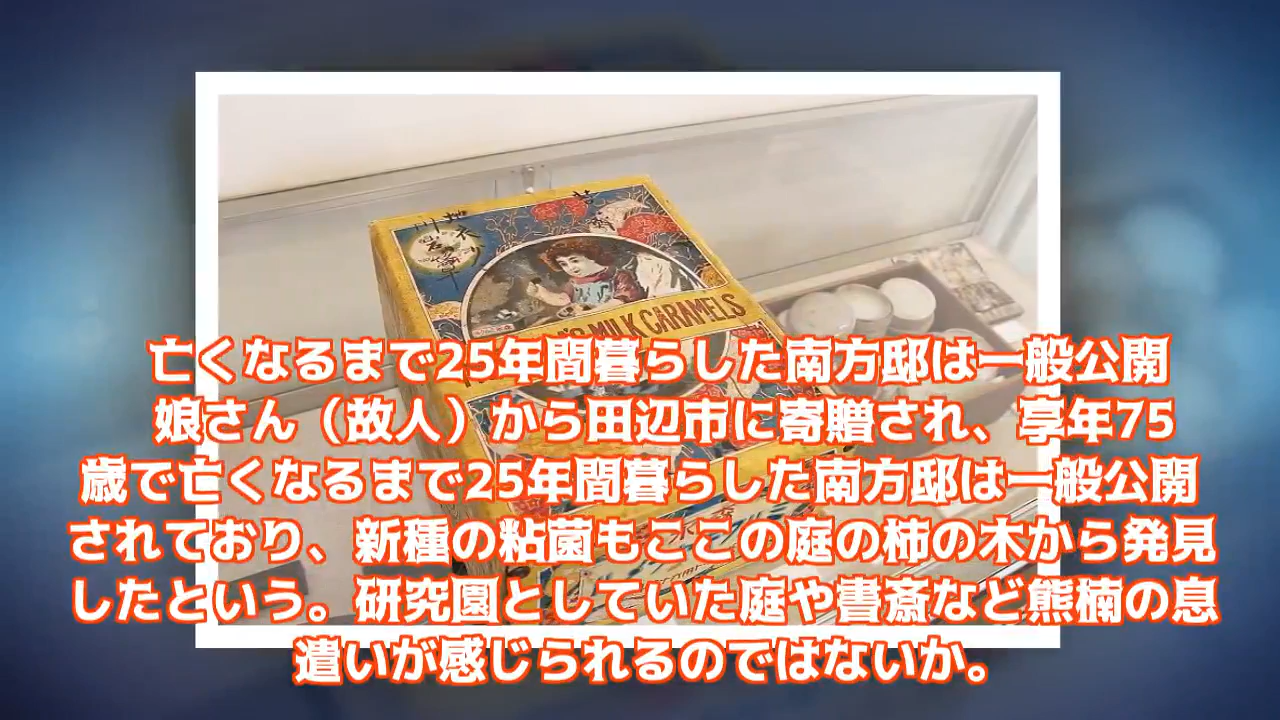 MILK CARAMELS
亡くなるまで25年間暮らした南方邸は一般公開
娘さん（故人）から田辺市に寄贈され、享年75
歳で亡くなるまで25年間暮らした南方邸は一般公開
されており、新種の粘菌もここの庭の柿の木から発見
したという。研究園としていた庭や書斎など熊楠の息
遣いが感じられるのではないか。